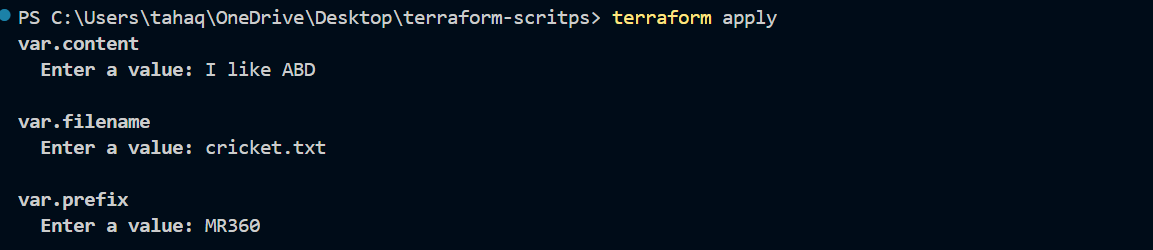 PS C:\Users\tahaq\OneDrive\Desktop\terraform-scritps> terraform apply
var.content
Enter a value: I like ABD
var.filename
Enter a value: cricket.txt
var.prefix
Enter a value: MR360